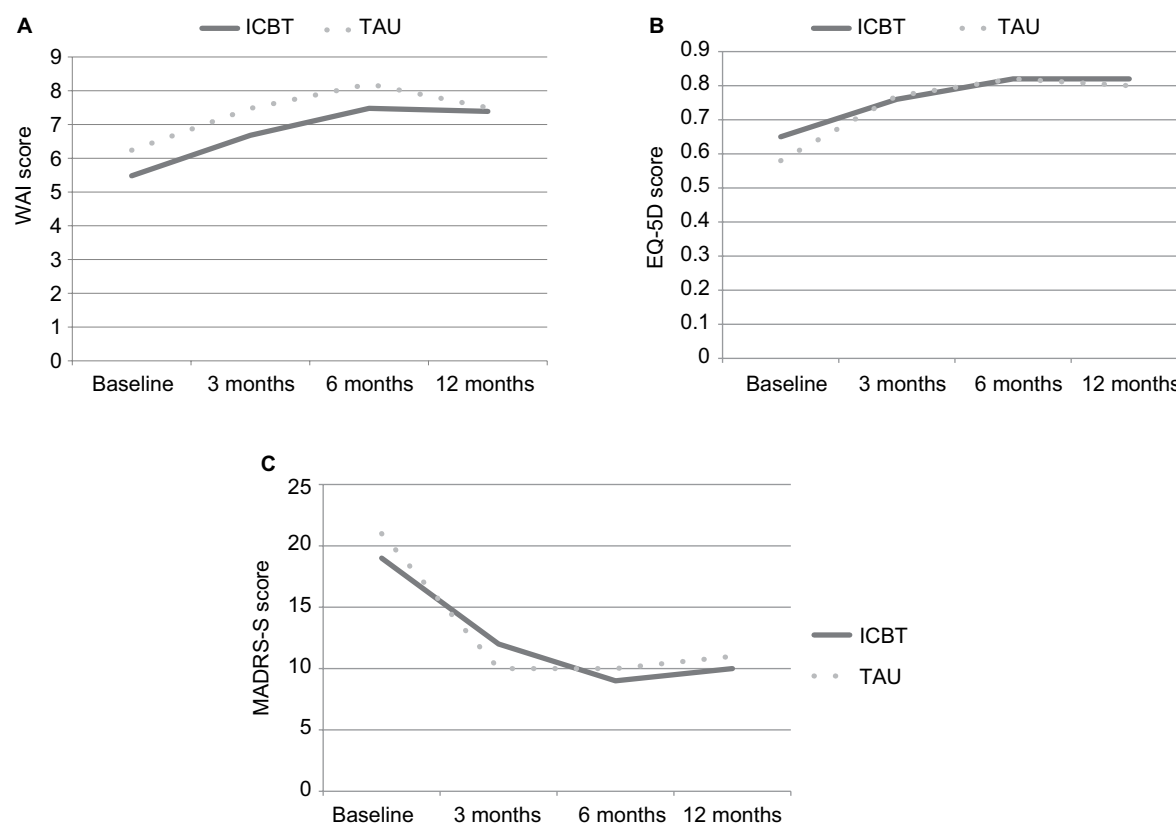 A
ICBT
TAU
9
8
7
6
5
4
3
2
1
0
WAI score
Baseline
3 months
6 months
12 months
B
ICBT
TAU
0.9
0.8
0.7
0.6
0.5
0.4
0.3
0.2
0.1
0
EQ-5D score
Baseline
3 months
6 months
12 months
C
25
20
15
10
5
0
MADRS-S score
Baseline
3 months
6 months
12 months
ICBT
TAU